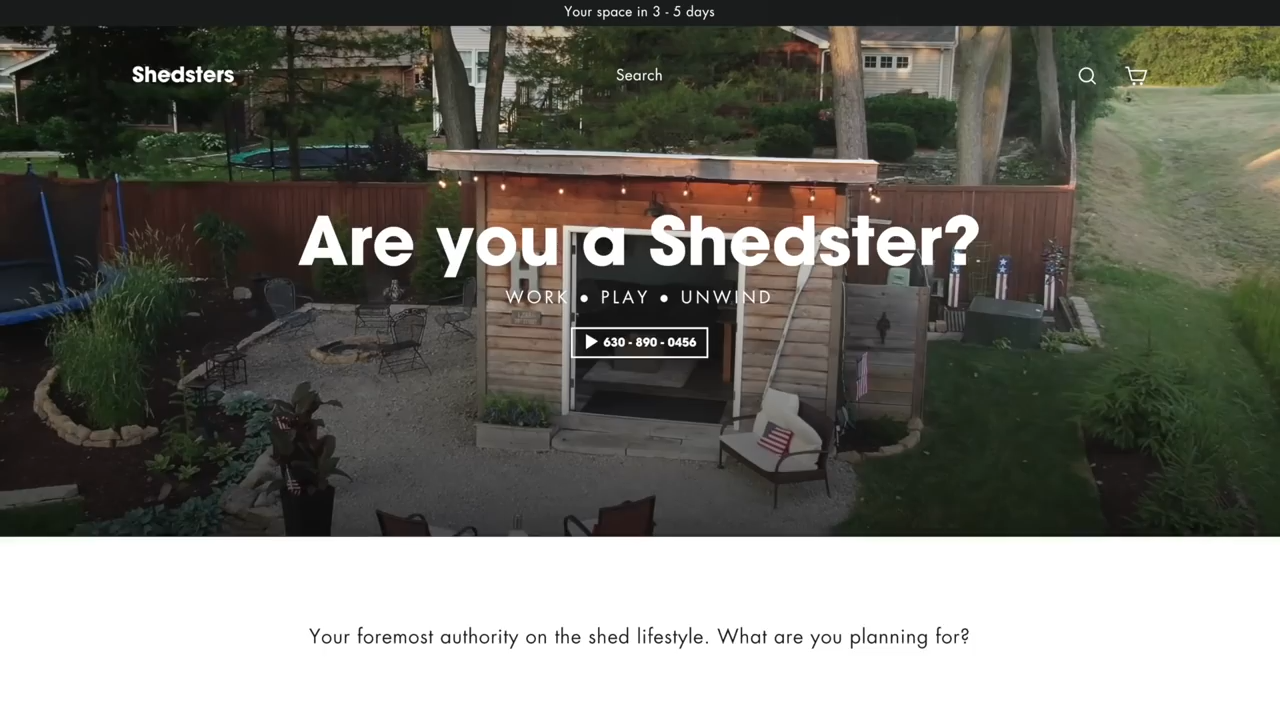 Your space in 3 - 5 days
Shedsters
Search
Are you a Shedster?
WORK • PLAY • UNWIND
630 - 890 - 0456
Your foremost authority on the shed lifestyle. What are you planning for?